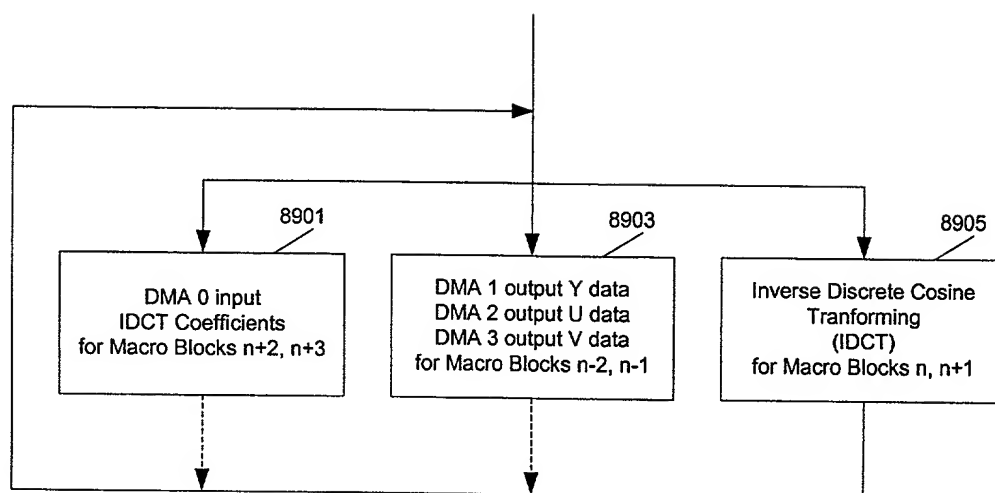 8901
DMA 0 input
IDCT Coefficients
for Macro Blocks n+2, n+3
8903
DMA 1 output Y data
DMA 2 output U data
DMA 3 output V data
for Macro Blocks n-2, n-1
8905
Inverse Discrete Cosine
Tranforming
(IDCT)
for Macro Blocks n, n+1